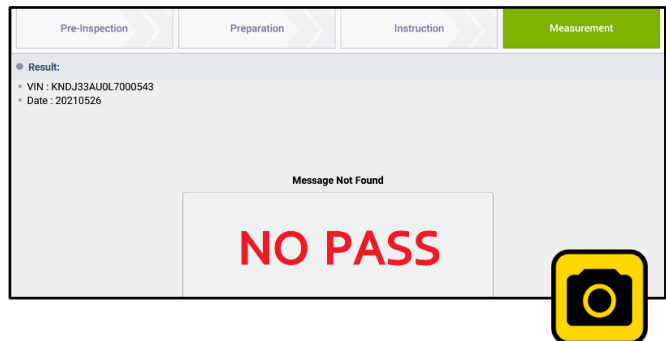 Pre-Inspection Preparation Instruction Measurement
Result:
VIN : KNDJ33AU0L7000543
Date : 20210526
Message Not Found
NO PASS